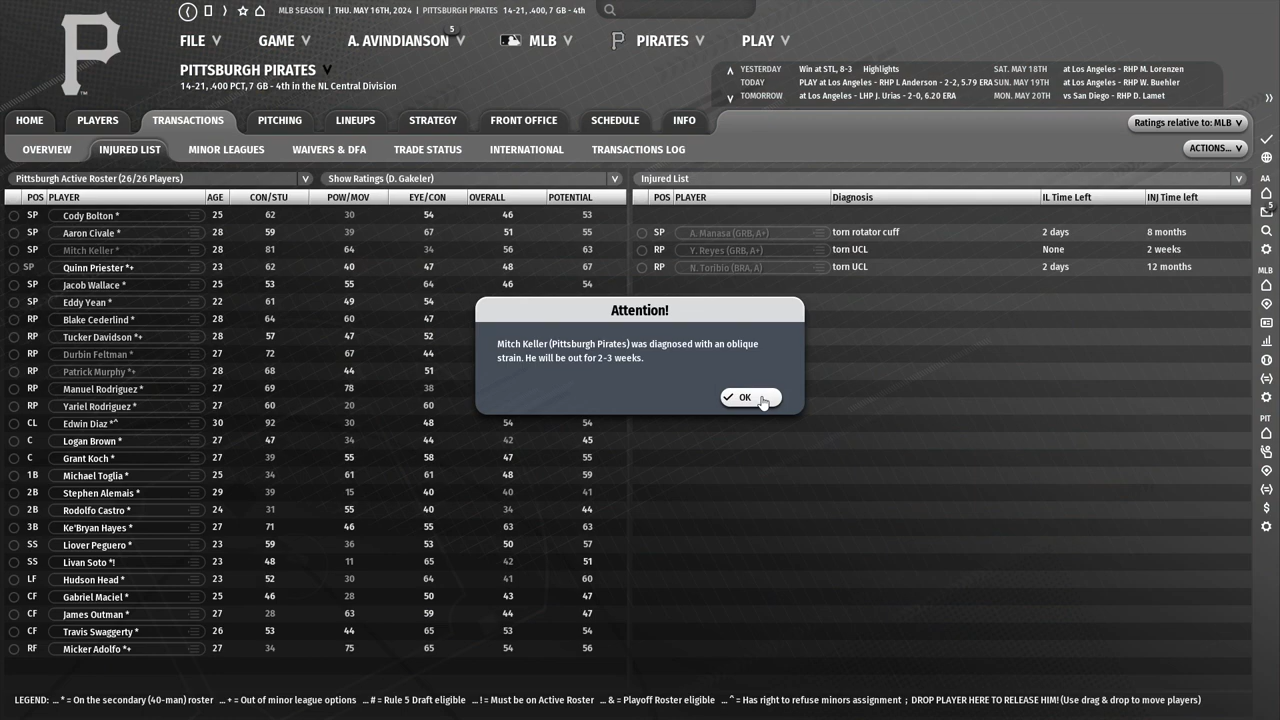 MLB SEASON | THU. MAY 16TH, 2024 | PITTSBURGH PIRATES 14-21, .400, 7 GB - 4th
FILE GAME A. AVINDIANSON 5 MLB PIRATES PLAY
PITTSBURGH PIRATES
14-21, .400 PCT, 7 GB - 4th in the NL Central Division
YESTERDAY Win at STL, 8-3 Highlights SAT. MAY 18TH at Los Angeles - RHP M. Lorenzen
TODAY PLAY at Los Angeles - RHP I. Anderson - 2-2, 5.79 ERA SUN. MAY 19TH at Los Angeles - RHP W. Buehler
TOMORROW at Los Angeles - LHP J. Urias - 2-0, 6.20 ERA MON. MAY 20TH vs San Diego - RHP D. Lamet
HOME PLAYERS TRANSACTIONS PITCHING LINEUPS STRATEGY FRONT OFFICE SCHEDULE INFO Ratings relative to: MLB
OVERVIEW INJURED LIST MINOR LEAGUES WAIVERS & DFA TRADE STATUS INTERNATIONAL TRANSACTIONS LOG ACTIONS...
Pittsburgh Active Roster (26/26 Players) Show Ratings (D. Gakeler) Injured List
POS PLAYER AGE CON/STU POW/MOV EYE/CON OVERALL POTENTIAL POS PLAYER Diagnosis IL Time Left INJ Time left
SP Cody Bolton * 25 62 30 54 46 53
SP Aaron Civale * 28 59 39 67 51 55 SP A. Manasa (GRB, A+) torn rotator cuff 2 days 8 months
SP Mitch Keller * 28 81 64 34 56 63 RP Y. Reyes (GRB, A+) torn UCL None 2 weeks
SP Quinn Priester *+ 23 62 40 47 48 67 RP N. Toribio (BRA, A) torn UCL 2 days 12 months
SP Jacob Wallace * 25 53 55 64 46 54
SP Eddy Yean * 22 61 49 54
RP Blake Cederlind * 28 64 60 47
RP Tucker Davidson *+ 28 57 47 52
RP Durbin Feltman * 27 72 67 44
RP Patrick Murphy *+ 28 68 44 51
RP Manuel Rodriguez * 27 69 78 38
RP Yariel Rodriguez * 27 60 20 60
CL Edwin Diaz *^ 30 92 30 48 54 54
C Logan Brown * 27 47 34 44 42 45
C Grant Koch * 27 39 55 58 47 55
1B Michael Toglia * 25 34 61 61 48 59
2B Stephen Alemais * 29 39 15 40 40 41
2B Rodolfo Castro * 24 31 55 40 34 44
3B Ke'Bryan Hayes * 27 71 46 55 63 63
SS Liover Peguero * 23 59 36 53 50 57
SS Livan Soto *! 23 48 11 65 42 51
LF Hudson Head * 23 52 30 64 41 60
CF Gabriel Maciel * 25 46 28 50 43 47
CF James Outman * 27 28 63 59 44 47
CF Travis Swaggerty * 26 53 44 65 53 54
RF Micker Adolfo *+ 27 34 75 65 54 56
Attention!
Mitch Keller (Pittsburgh Pirates) was diagnosed with an oblique
strain. He will be out for 2-3 weeks.
OK
AA
5
MLB
PIT
LEGEND: ... * = On the secondary (40-man) roster ... + = Out of minor league options ... # = Rule 5 Draft eligible ... ! = Must be on Active Roster ... & = Playoff Roster eligible ... ^ = Has right to refuse minors assignment ; DROP PLAYER HERE TO RELEASE HIM! (Use drag & drop to move players)